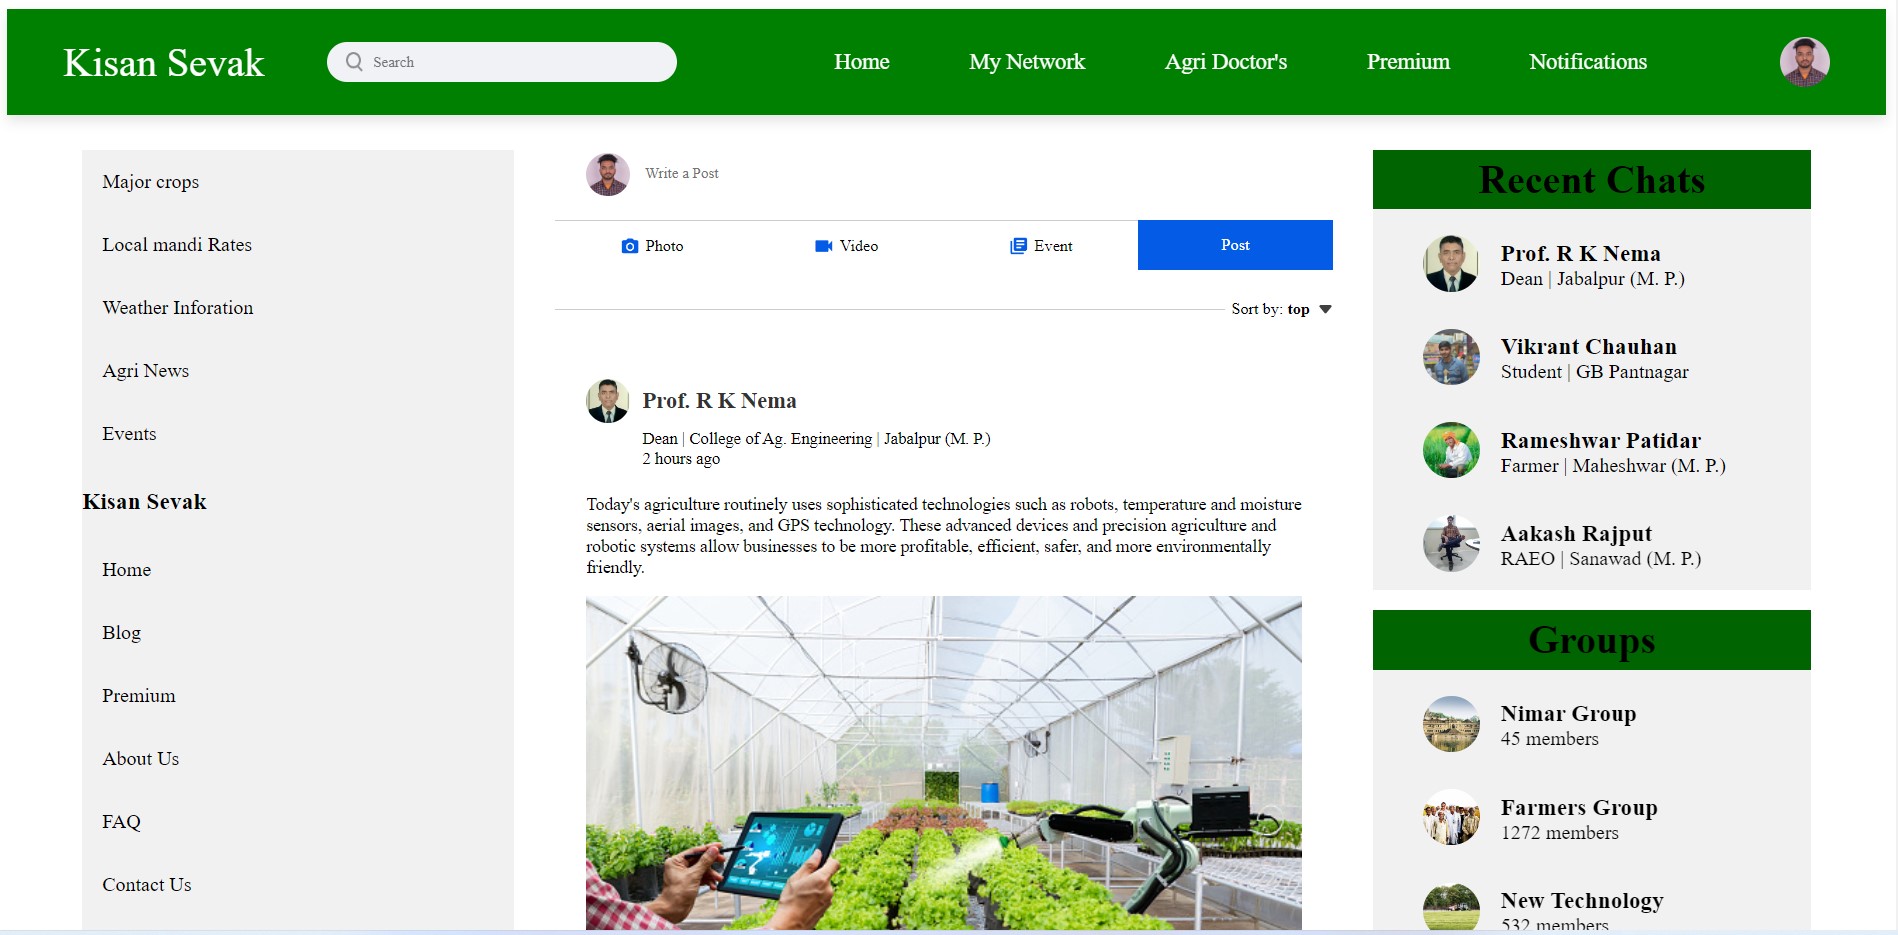 Kisan Sevak
Search
Home
My Network
Agri Doctor's
Premium
Notifications
Major crops
Local mandi Rates
Weather Inforation
Agri News
Events
Kisan Sevak
Home
Blog
Premium
About Us
FAQ
Contact Us
Write a Post
Photo
Video
Event
Post
Sort by: top
Prof. R K Nema
Dean | College of Ag. Engineering | Jabalpur (M. P.)
2 hours ago
Today's agriculture routinely uses sophisticated technologies such as robots, temperature and moisture
sensors, aerial images, and GPS technology. These advanced devices and precision agriculture and
robotic systems allow businesses to be more profitable, efficient, safer, and more environmentally
friendly.
Recent Chats
Prof. R K Nema
Dean | Jabalpur (M. P.)
Vikrant Chauhan
Student | GB Pantnagar
Rameshwar Patidar
Farmer | Maheshwar (M. P.)
Aakash Rajput
RAEO | Sanawad (M. P.)
Groups
Nimar Group
45 members
Farmers Group
1272 members
New Technology
532 members